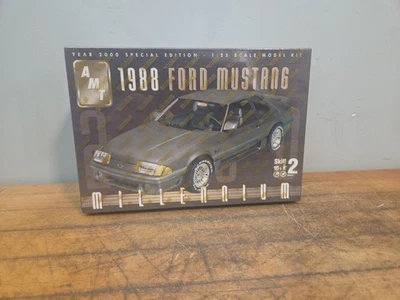 YEAR 2000 SPECIAL EDITION · 1:25 SCALE MODEL KIT
AMT
1988 FORD MUSTANG
Skill
2
MILLENNIUM